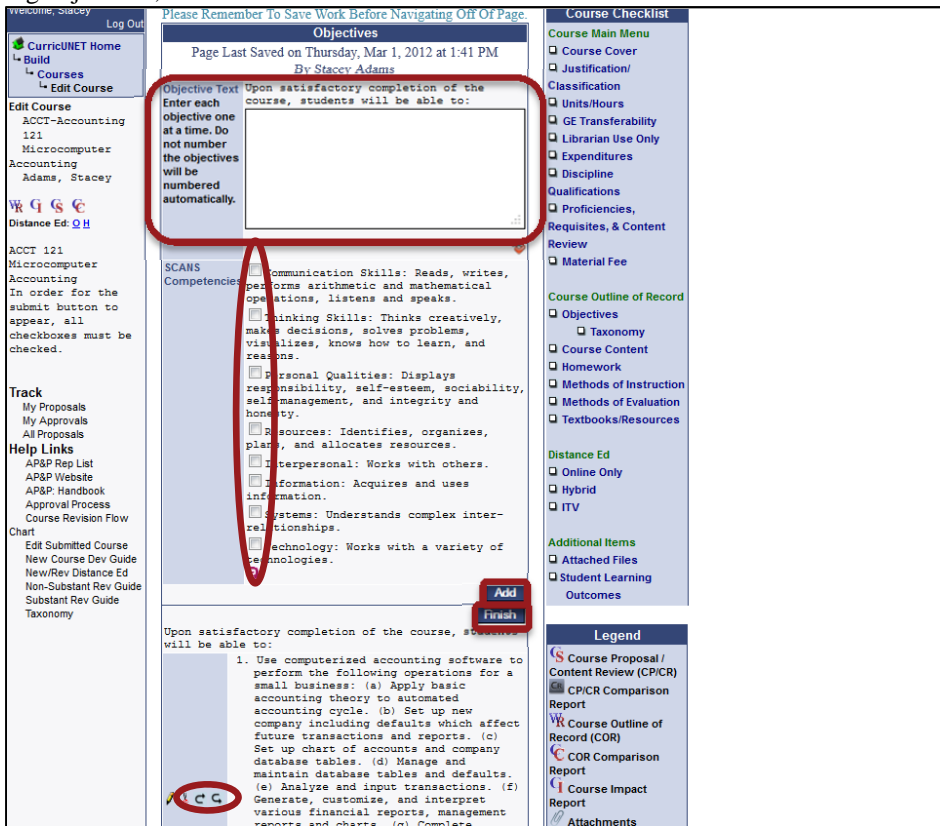 Welcome, Stacey
Log Out
CurricUNET Home
Build
Courses
Edit Course
Edit Course
ACCT-Accounting
121
Microcomputer
Accounting
Adams, Stacey
WR CI CS CC
Distance Ed: O H
ACCT 121
Microcomputer
Accounting
In order for the
submit button to
appear, all
checkboxes must be
checked.
Track
My Proposals
My Approvals
All Proposals
Help Links
AP&P Rep List
AP&P Website
AP&P: Handbook
Approval Process
Course Revision Flow
Chart
Edit Submitted Course
New Course Dev Guide
New/Rev Distance Ed
Non-Substant Rev Guide
Substant Rev Guide
Taxonomy
Please Remember To Save Work Before Navigating Off Of Page.
Objectives
Page Last Saved on Thursday, Mar 1, 2012 at 1:41 PM
By Stacey Adams
Objective Text
Enter each
objective one
at a time. Do
not number
the objectives
will be
numbered
automatically.
Upon satisfactory completion of the
course, students will be able to:
SCANS
Competencies
Communication Skills: Reads, writes,
performs arithmetic and mathematical
operations, listens and speaks.
Thinking Skills: Thinks creatively,
makes decisions, solves problems,
visualizes, knows how to learn, and
reasons.
Personal Qualities: Displays
responsibility, self-esteem, sociability,
self-management, and integrity and
honesty.
Resources: Identifies, organizes,
plans, and allocates resources.
Interpersonal: Works with others.
Information: Acquires and uses
information.
Systems: Understands complex inter-
relationships.
Technology: Works with a variety of
technologies.
Add
Finish
Upon satisfactory completion of the course, students
will be able to:
1. Use computerized accounting software to
perform the following operations for a
small business: (a) Apply basic
accounting theory to automated
accounting cycle. (b) Set up new
company including defaults which affect
future transactions and reports. (c)
Set up chart of accounts and company
database tables. (d) Manage and
maintain database tables and defaults.
(e) Analyze and input transactions. (f)
Generate, customize, and interpret
various financial reports, management
reports and charts. (g) Complete
Course Checklist
Course Main Menu
Course Cover
Justification/
Classification
Units/Hours
GE Transferability
Librarian Use Only
Expenditures
Discipline
Qualifications
Proficiencies,
Requisites, & Content
Review
Material Fee
Course Outline of Record
Objectives
Taxonomy
Course Content
Homework
Methods of Instruction
Methods of Evaluation
Textbooks/Resources
Distance Ed
Online Only
Hybrid
ITV
Additional Items
Attached Files
Student Learning
Outcomes
Legend
CS Course Proposal /
Content Review (CP/CR)
CR CP/CR Comparison
Report
WR Course Outline of
Record (COR)
CC COR Comparison
Report
CI Course Impact
Report
Attachments